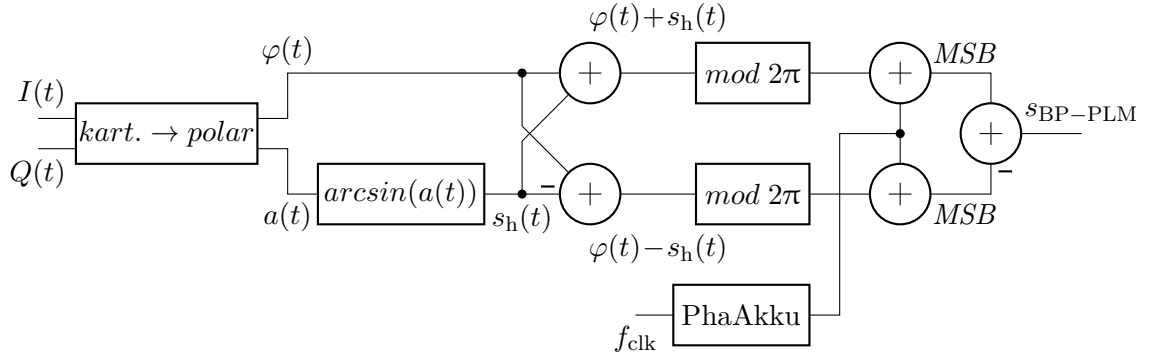 φ(t)+s_h(t)
φ(t)
MSB
I(t)
+
mod 2π
+
kart. → polar
s_BP−PLM
+
Q(t)
arcsin(a(t))
−
+
mod 2π
+
−
a(t)
s_h(t)
MSB
φ(t)−s_h(t)
PhaAkku
f_clk